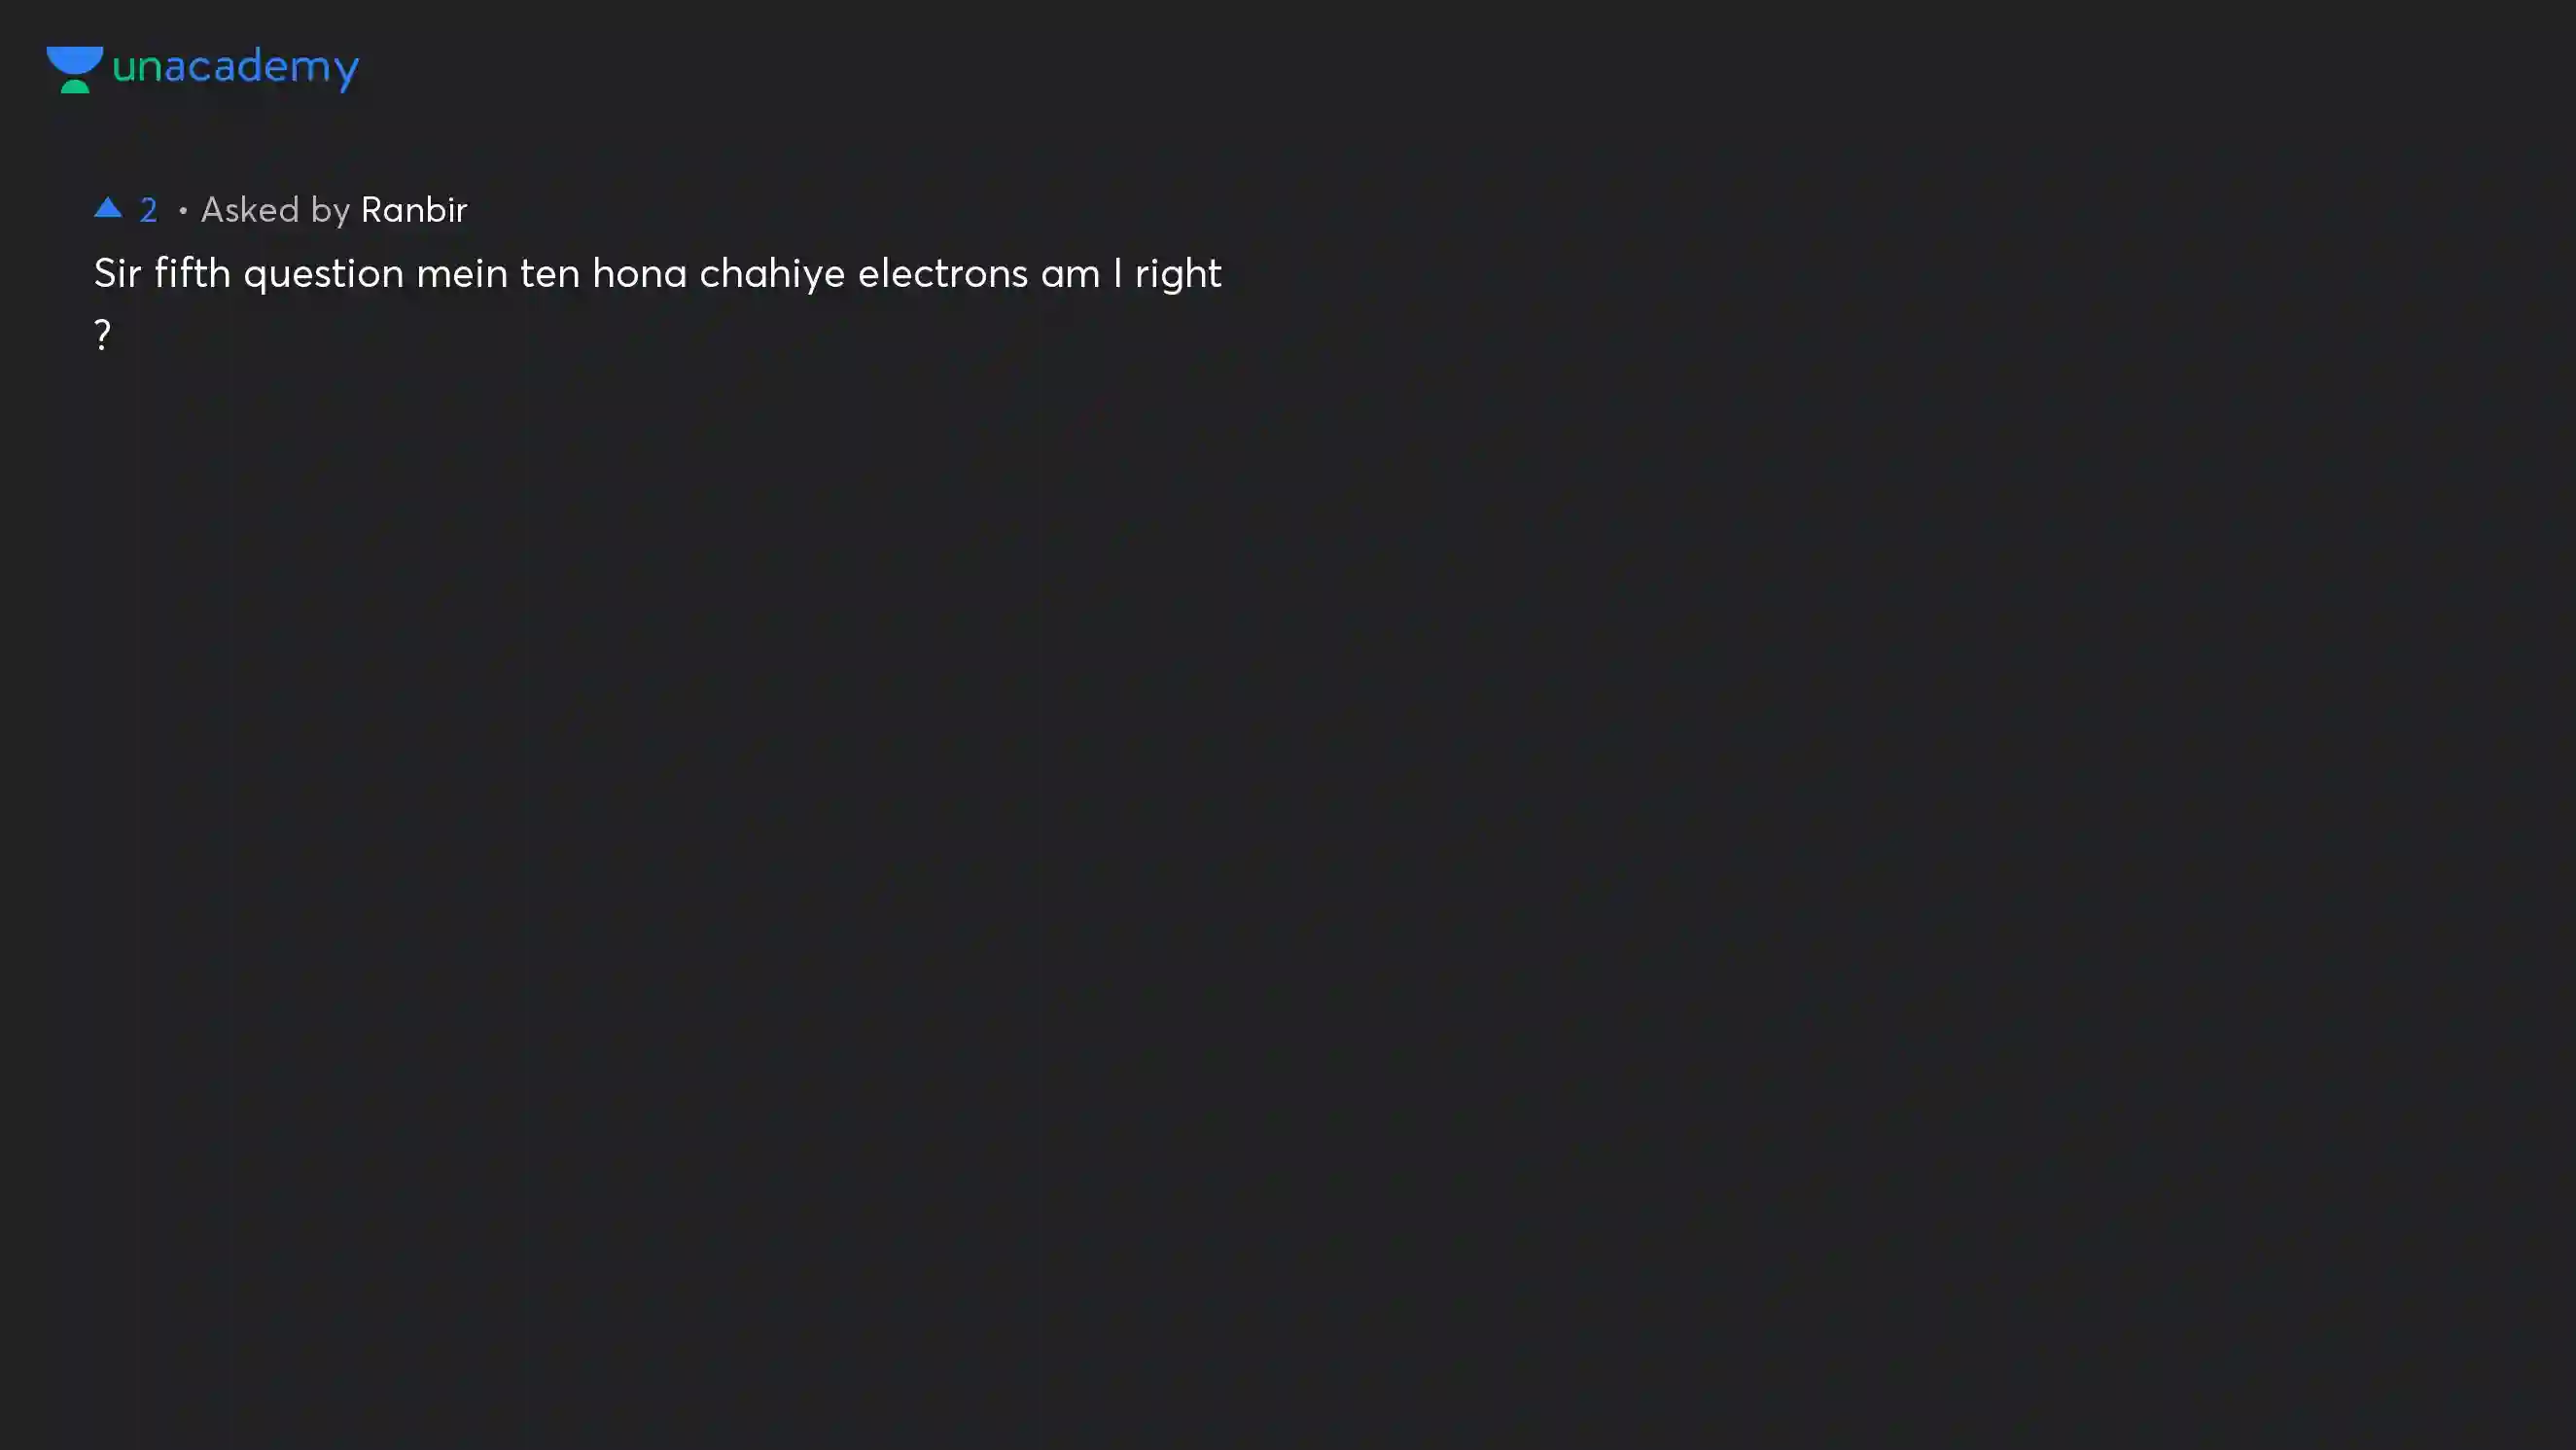 unacademy
▲ 2 • Asked by Ranbir
Sir fifth question mein ten hona chahiye electrons am I right
?